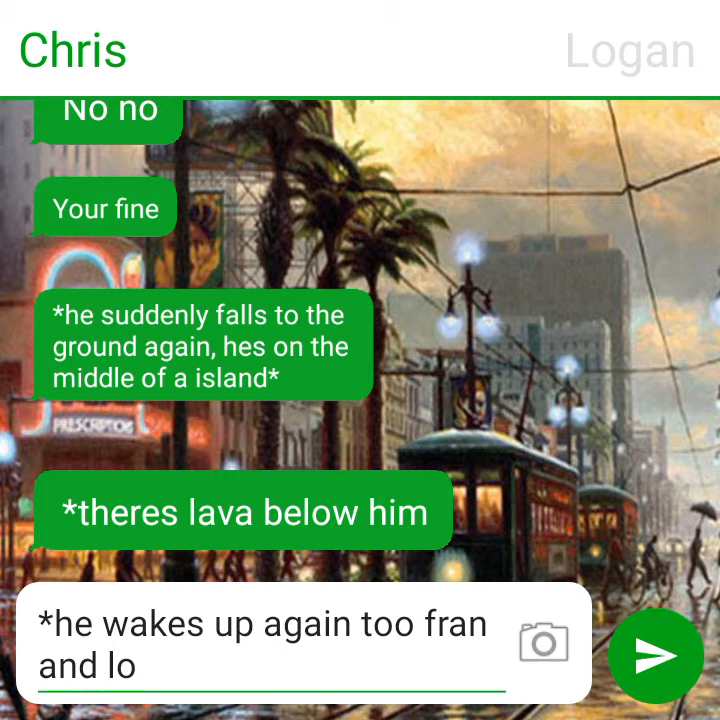 Chris
Logan
No no
Your fine
*he suddenly falls to the
ground again, hes on the
middle of a island*
PRESCRIPTION
*theres lava below him
*he wakes up again too fran
and lo